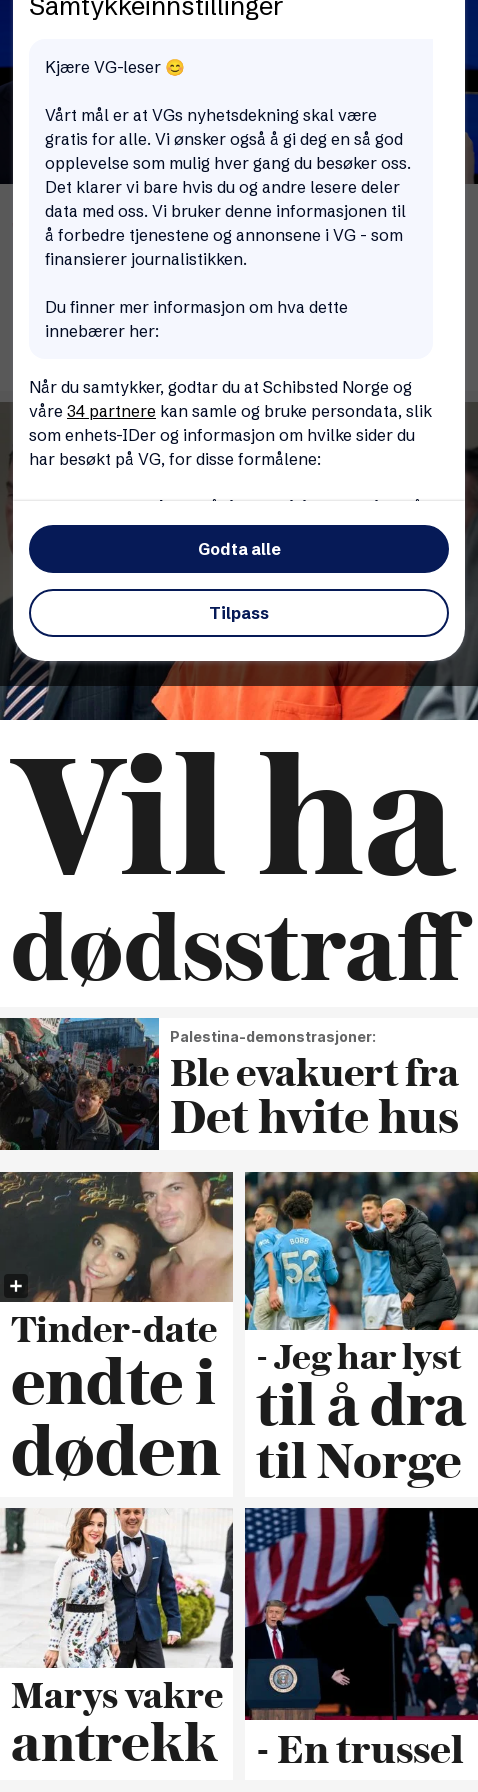 Samtykkeinnstillinger
Kjære VG-leser 😊
Vårt mål er at VGs nyhetsdekning skal være
gratis for alle. Vi ønsker også å gi deg en så god
opplevelse som mulig hver gang du besøker oss.
Det klarer vi bare hvis du og andre lesere deler
data med oss. Vi bruker denne informasjonen til
å forbedre tjenestene og annonsene i VG - som
finansierer journalistikken.
Du finner mer informasjon om hva dette
innebærer her:
Når du samtykker, godtar du at Schibsted Norge og
våre 34 partnere kan samle og bruke persondata, slik
som enhets-IDer og informasjon om hvilke sider du
har besøkt på VG, for disse formålene:
Godta alle
Tilpass
Vil ha
dødsstraff
Palestina-demonstrasjoner:
Ble evakuert fra
Det hvite hus
Tinder-date
endte i
døden
BOBB
52
- Jeg har lyst
til å dra
til Norge
Marys vakre
antrekk
- En trussel